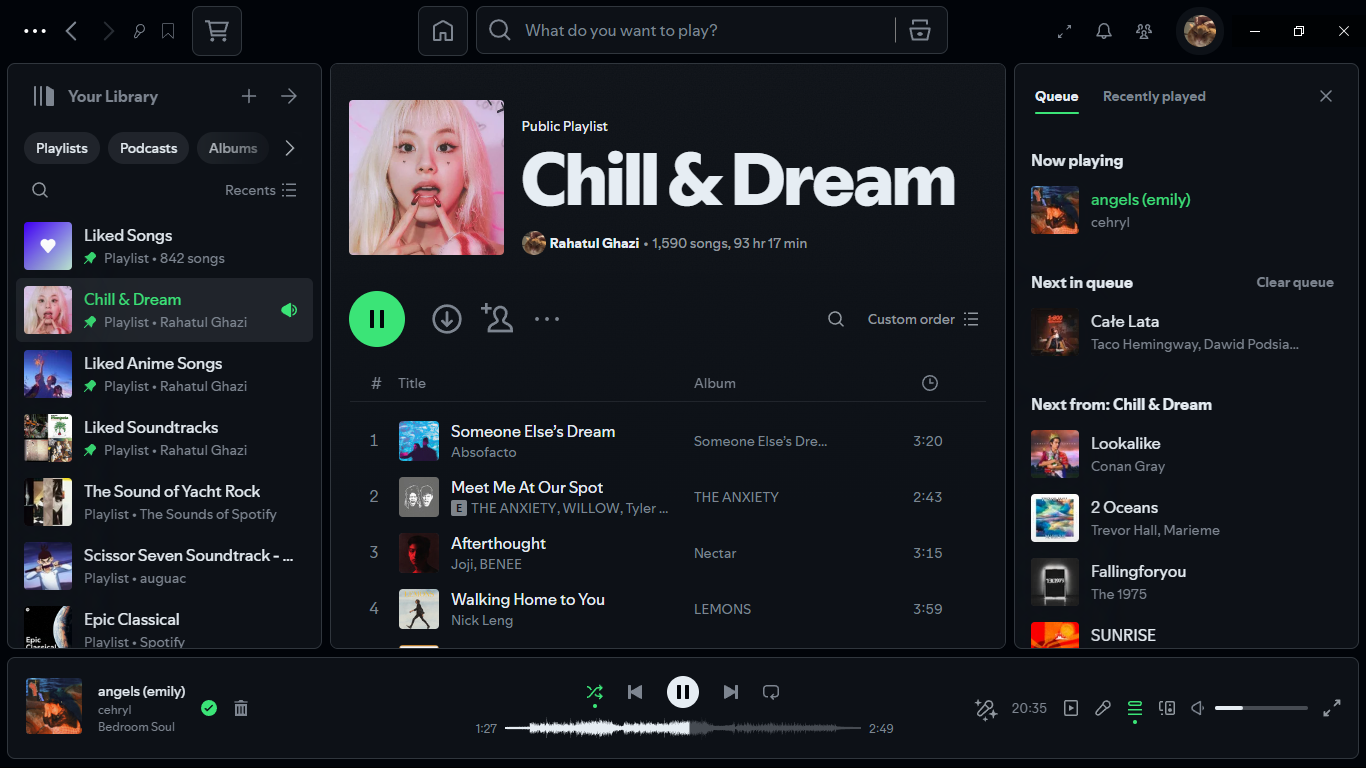 What do you want to play?
Your Library
Playlists
Podcasts
Albums
Recents
Liked Songs
Playlist • 842 songs
Chill & Dream
Playlist • Rahatul Ghazi
Liked Anime Songs
Playlist • Rahatul Ghazi
Liked Soundtracks
Playlist • Rahatul Ghazi
The Sound of Yacht Rock
Playlist • The Sounds of Spotify
Scissor Seven Soundtrack - ...
Playlist • auguac
Epic Classical
Playlist • Spotify
Epic
Classical
Public Playlist
Chill & Dream
Rahatul Ghazi • 1,590 songs, 93 hr 17 min
Custom order
# Title Album
1 Someone Else's Dream Someone Else's Dre... 3:20
Absofacto
2 Meet Me At Our Spot THE ANXIETY 2:43
E THE ANXIETY, WILLOW, Tyler ...
3 Afterthought Nectar 3:15
Joji, BENEE
4 Walking Home to You LEMONS 3:59
Nick Leng
Queue
Recently played
Now playing
angels (emily)
cehryl
Next in queue
Clear queue
Całe Lata
Taco Hemingway, Dawid Podsia...
Next from: Chill & Dream
Lookalike
Conan Gray
2 Oceans
Trevor Hall, Marieme
Fallingforyou
The 1975
SUNRISE
angels (emily)
cehryl
Bedroom Soul
1:27
2:49
20:35